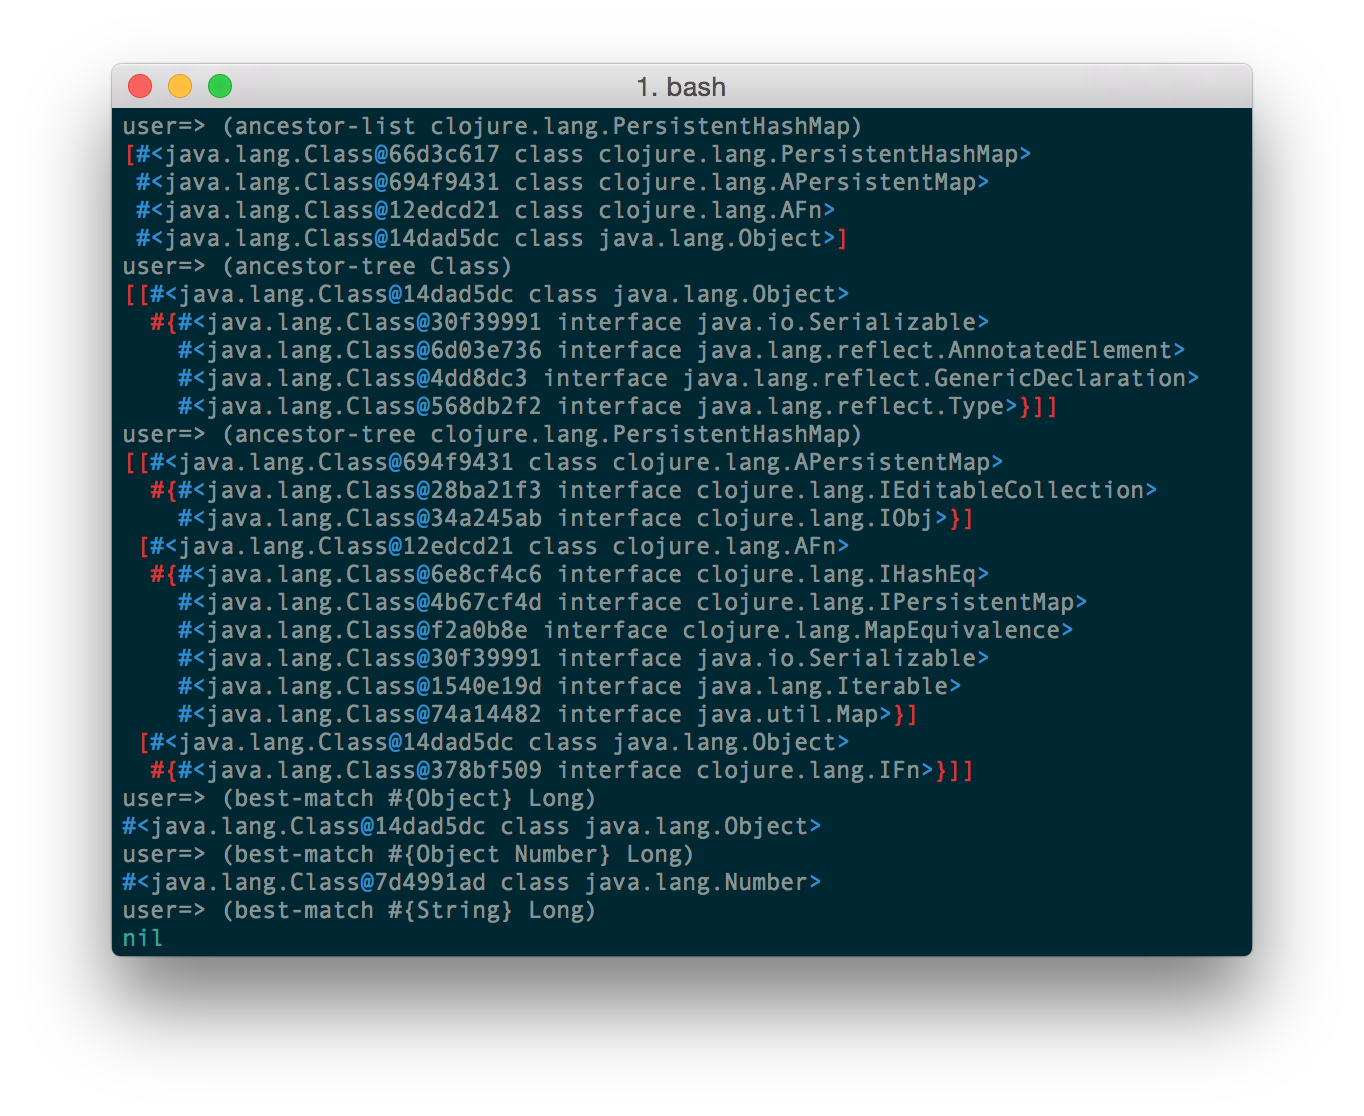 1. bash
user=> (ancestor-list clojure.lang.PersistentHashMap)
[#<java.lang.Class@66d3c617 class clojure.lang.PersistentHashMap>
 #<java.lang.Class@694f9431 class clojure.lang.APersistentMap>
 #<java.lang.Class@12edcd21 class clojure.lang.AFn>
 #<java.lang.Class@14dad5dc class java.lang.Object>]
user=> (ancestor-tree Class)
[[#<java.lang.Class@14dad5dc class java.lang.Object>
  #{#<java.lang.Class@30f39991 interface java.io.Serializable>
    #<java.lang.Class@6d03e736 interface java.lang.reflect.AnnotatedElement>
    #<java.lang.Class@4dd8dc3 interface java.lang.reflect.GenericDeclaration>
    #<java.lang.Class@568db2f2 interface java.lang.reflect.Type>}]]
user=> (ancestor-tree clojure.lang.PersistentHashMap)
[[#<java.lang.Class@694f9431 class clojure.lang.APersistentMap>
  #{#<java.lang.Class@28ba21f3 interface clojure.lang.IEditableCollection>
    #<java.lang.Class@34a245ab interface clojure.lang.IObj>}]
 [#<java.lang.Class@12edcd21 class clojure.lang.AFn>
  #{#<java.lang.Class@6e8cf4c6 interface clojure.lang.IHashEq>
    #<java.lang.Class@4b67cf4d interface clojure.lang.IPersistentMap>
    #<java.lang.Class@f2a0b8e interface clojure.lang.MapEquivalence>
    #<java.lang.Class@30f39991 interface java.io.Serializable>
    #<java.lang.Class@1540e19d interface java.lang.Iterable>
    #<java.lang.Class@74a14482 interface java.util.Map>}]
 [#<java.lang.Class@14dad5dc class java.lang.Object>
  #{#<java.lang.Class@378bf509 interface clojure.lang.IFn>}]]
user=> (best-match #{Object} Long)
#<java.lang.Class@14dad5dc class java.lang.Object>
user=> (best-match #{Object Number} Long)
#<java.lang.Class@7d4991ad class java.lang.Number>
user=> (best-match #{String} Long)
nil